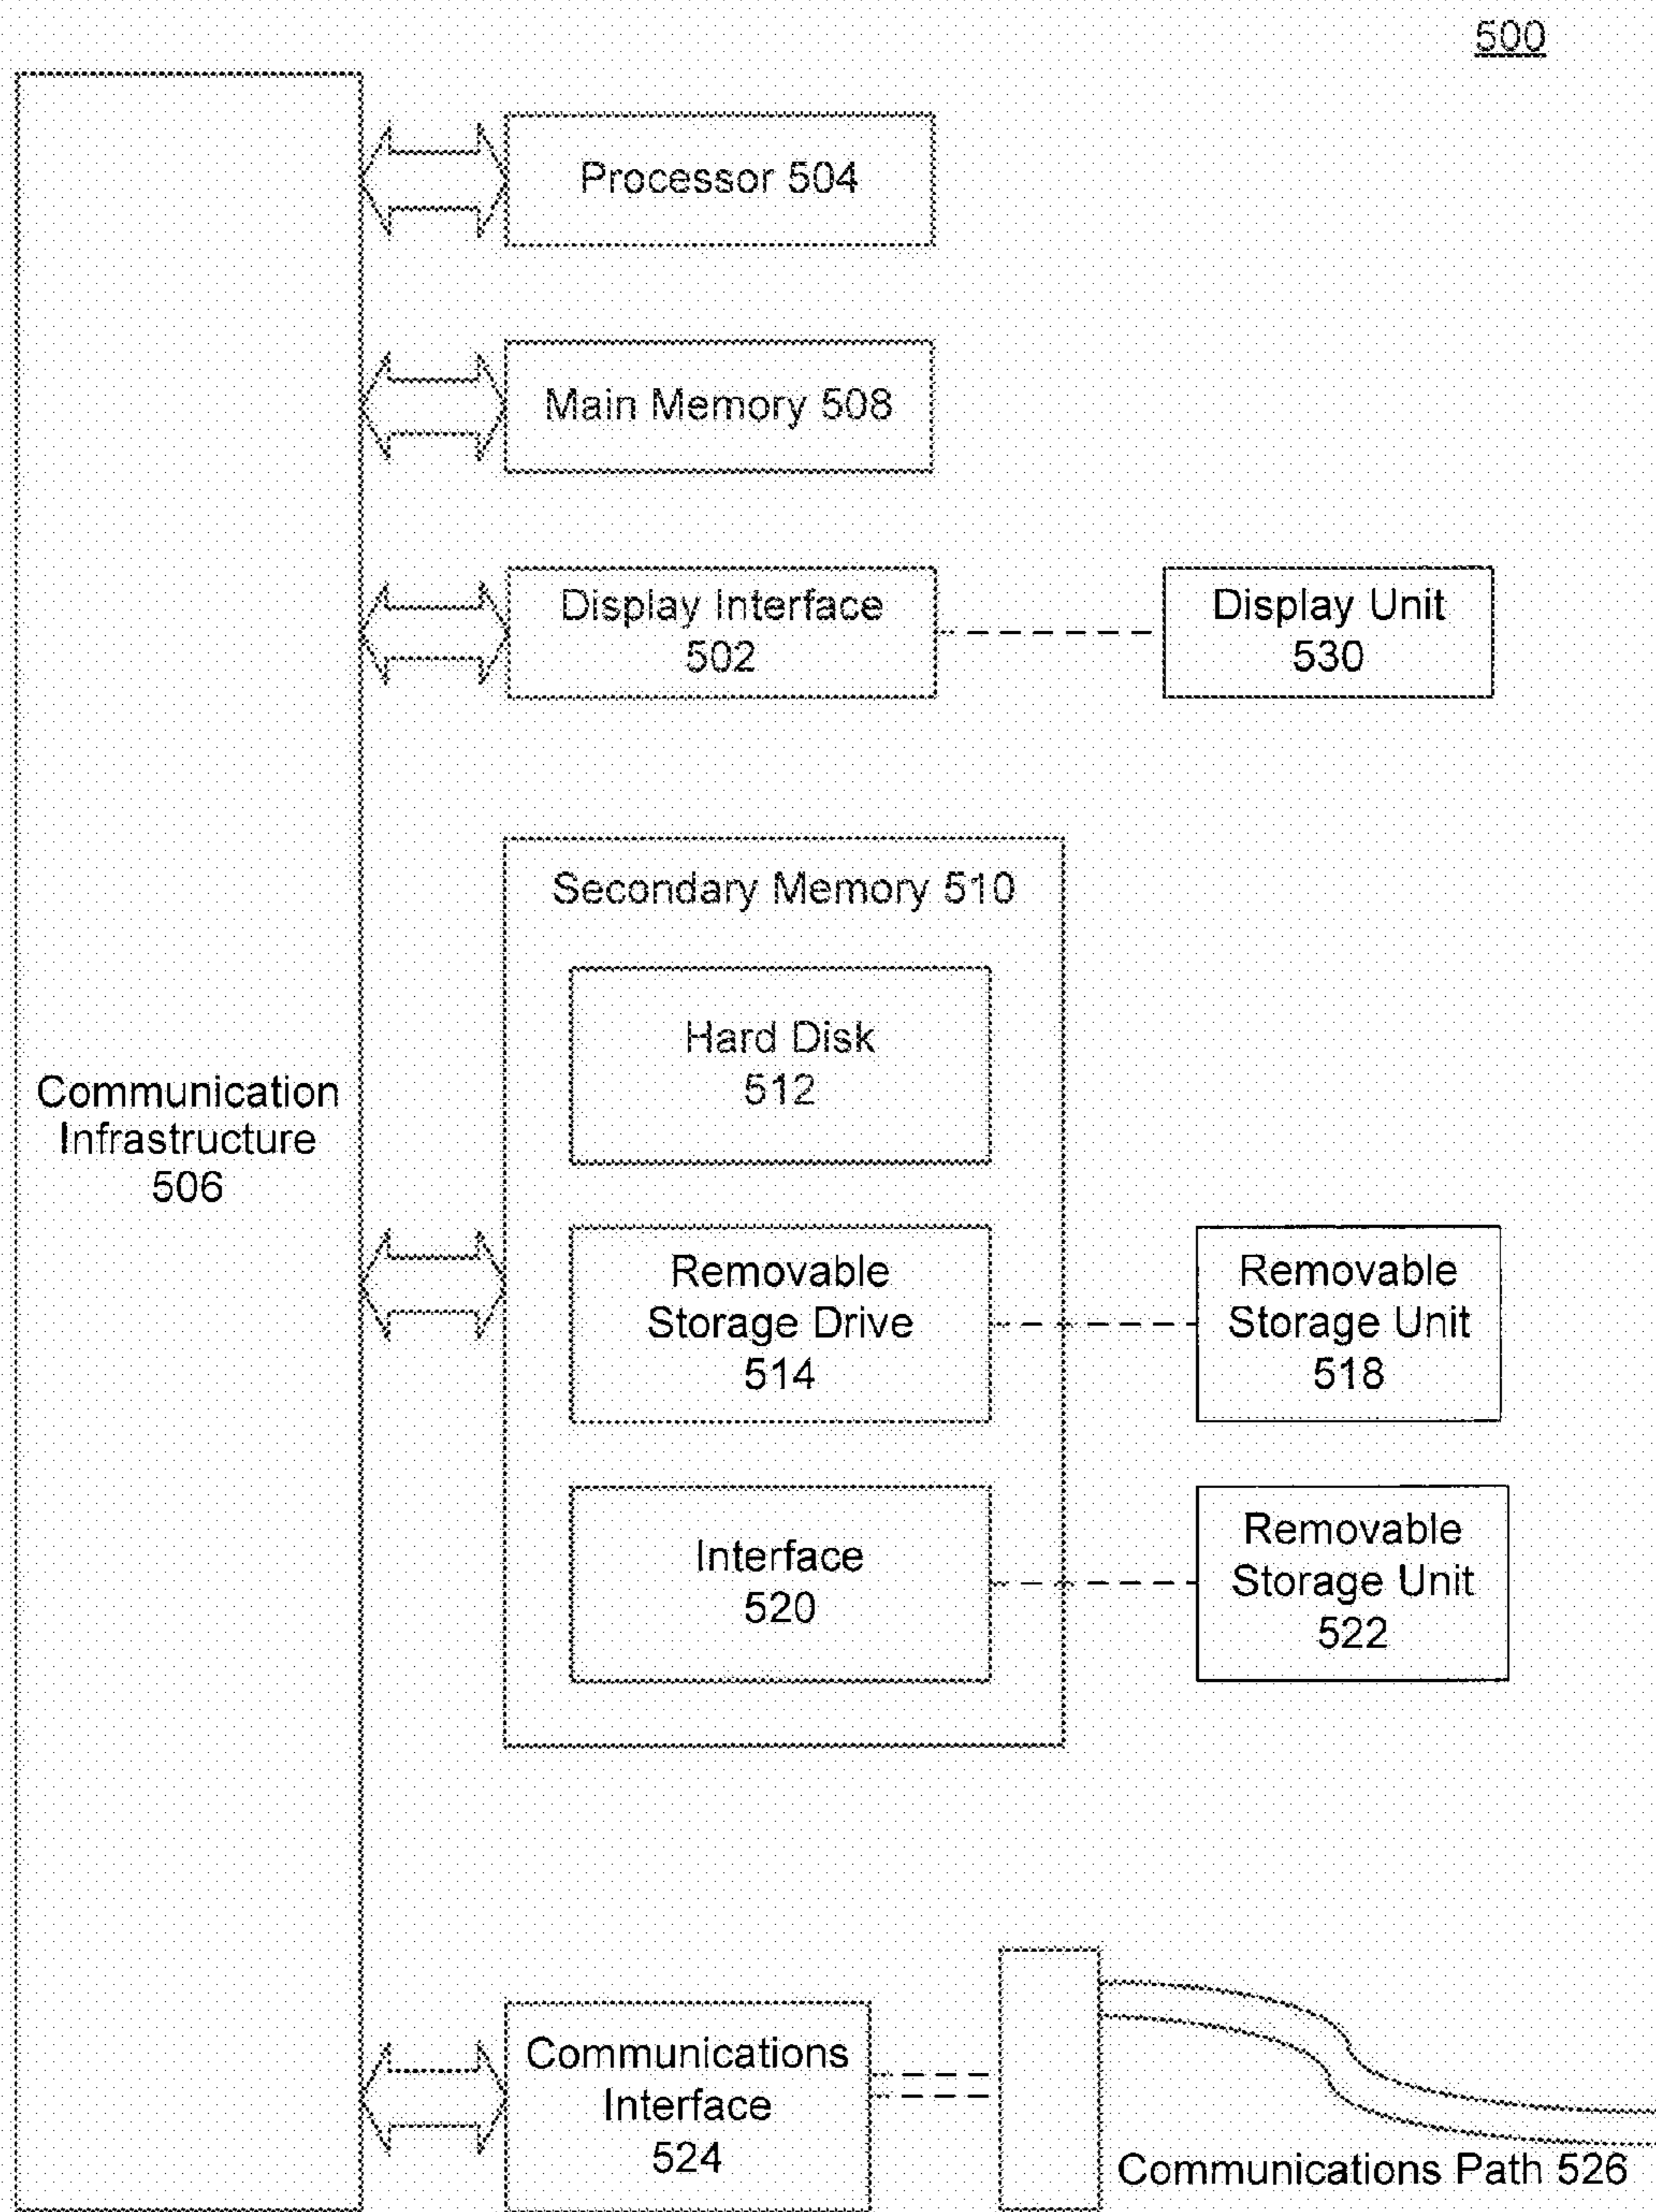 500
Processor 504
Main Memory 508
Display Interface
502
Display Unit
530
Secondary Memory 510
Hard Disk
512
Communication
Infrastructure
506
Removable
Storage Drive
514
Removable
Storage Unit
518
Interface
520
Removable
Storage Unit
522
Communications
Interface
524
Communications Path 526